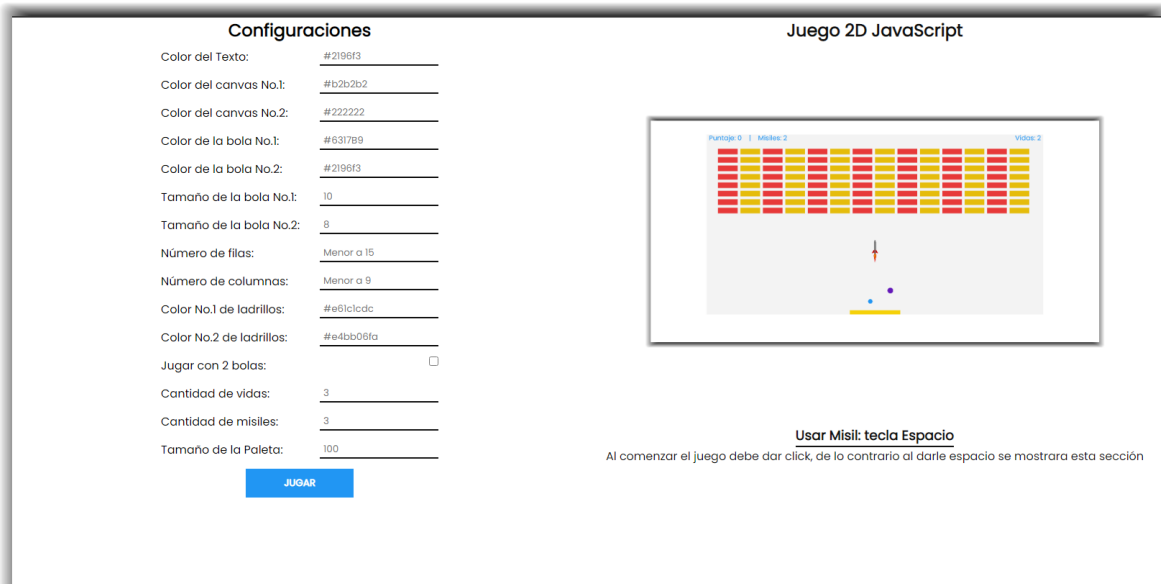 Configuraciones
Color del Texto: #2196f3
Color del canvas No.1: #b2b2b2
Color del canvas No.2: #222222
Color de la bola No.1: #6317B9
Color de la bola No.2: #2196f3
Tamaño de la bola No.1: 10
Tamaño de la bola No.2: 8
Número de filas: Menor a 15
Número de columnas: Menor a 9
Color No.1 de ladrillos: #e61c1cdc
Color No.2 de ladrillos: #e4bb06fa
Jugar con 2 bolas:
Cantidad de vidas: 3
Cantidad de misiles: 3
Tamaño de la Paleta: 100
JUGAR
Juego 2D JavaScript
Puntaje: 0 | Misiles: 2 Vidas: 2
Usar Misil: tecla Espacio
Al comenzar el juego debe dar click, de lo contrario al darle espacio se mostrara esta sección